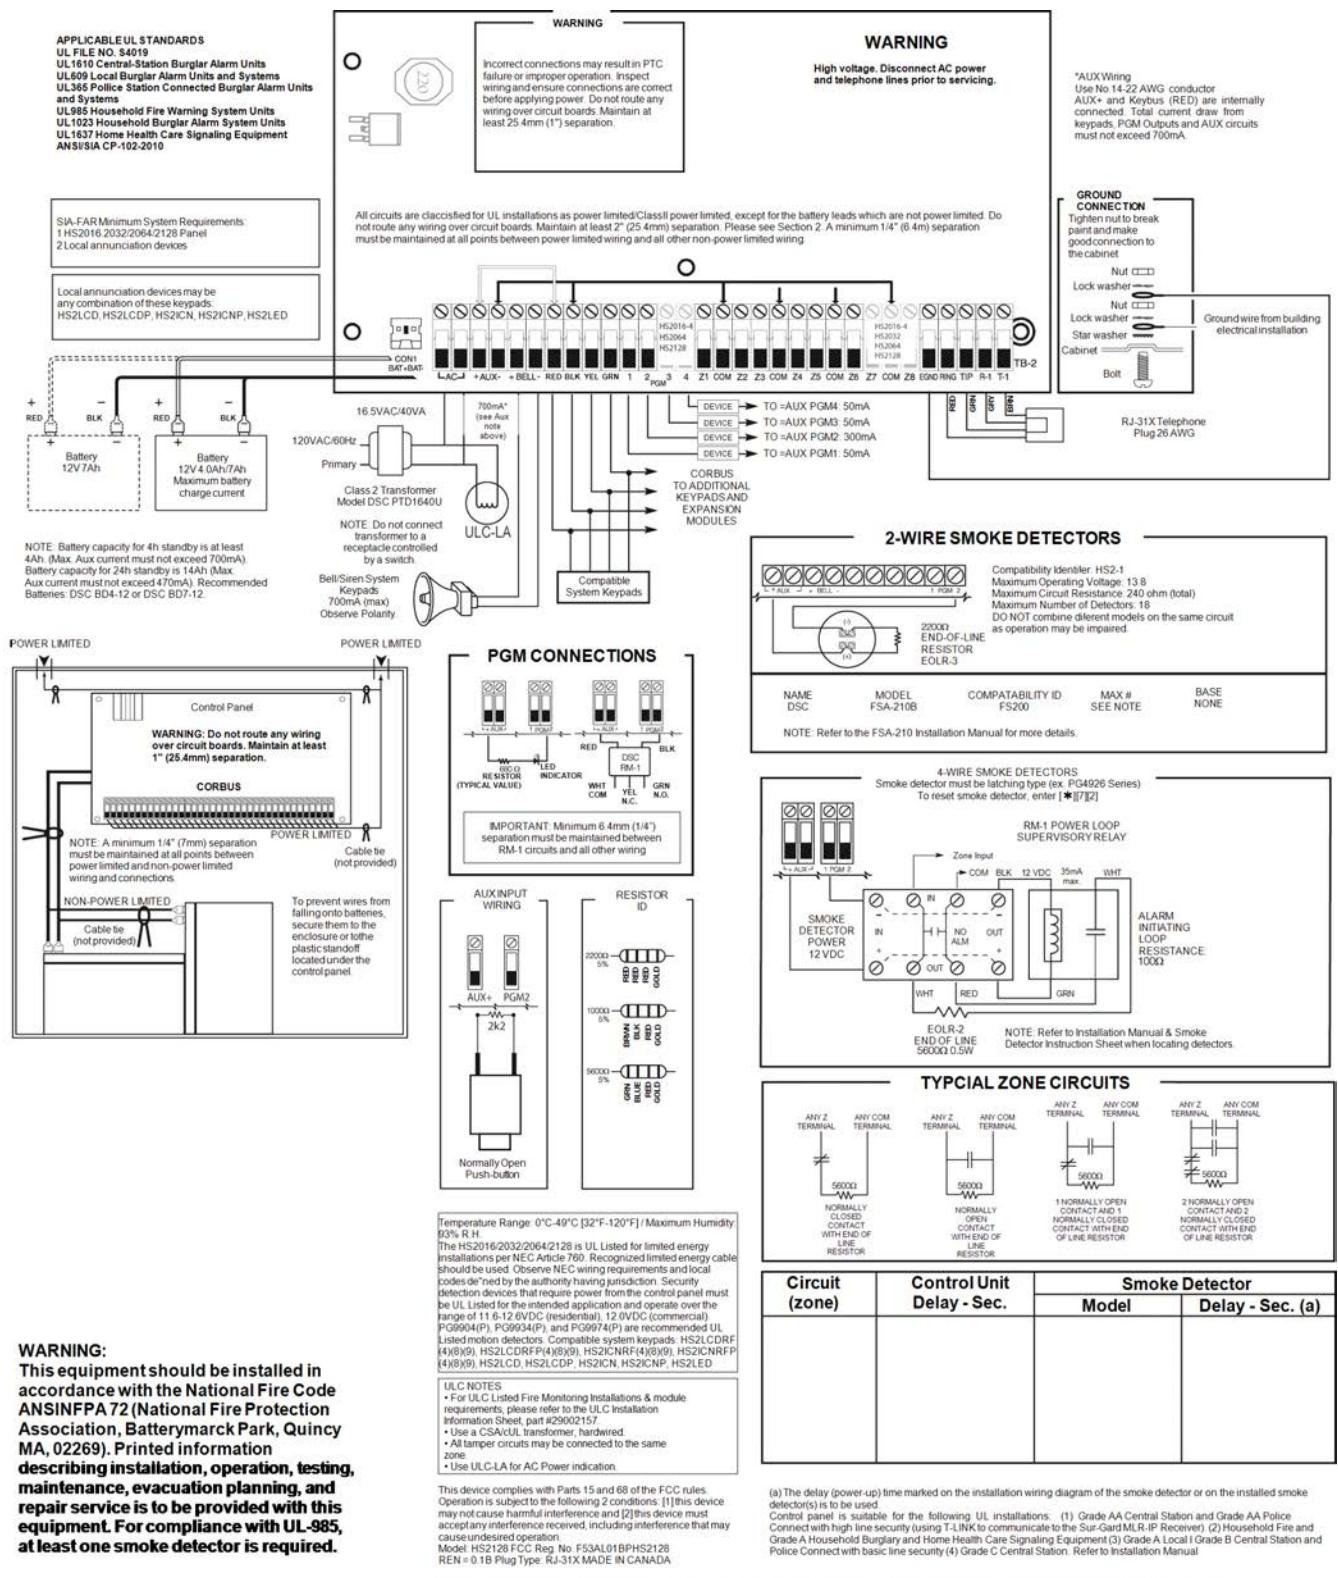 APPLICABLE UL STANDARDS
UL FILE NO. S4019
UL1610 Central-Station Burglar Alarm Units
UL609 Local Burglar Alarm Units and Systems
UL365 Pollice Station Connected Burglar Alarm Units
and Systems
UL985 Household Fire Warning System Units
UL1023 Household Burglar Alarm System Units
UL1637 Home Health Care Signaling Equipment
ANSI/SIA CP-102-2010
SIA-FAR Minimum System Requirements:
1 HS2016 2032/2064/2128 Panel
2 Local annunciation devices
Local annunciation devices may be
any combination of these keypads:
HS2LCD, HS2LCDP, HS2ICN, HS2ICNP, HS2LED
220
WARNING
Incorrect connections may result in PTC
failure or improper operation. Inspect
wiring and ensure connections are correct
before applying power. Do not route any
wiring over circuit boards. Maintain at
least 25.4mm (1") separation.
WARNING
High voltage. Disconnect AC power
and telephone lines prior to servicing.
All circuits are claccisfied for UL installations as power limited/ClassII power limited, except for the battery leads which are not power limited. Do
not route any wiring over circuit boards. Maintain at least 2" (25.4mm) separation. Please see Section 2. A minimum 1/4" (6.4m) separation
must be maintained at all points between power limited wiring and all other non-power limited wiring.
*AUX Wiring
Use No.14-22 AWG conductor
AUX+ and Keybus (RED) are internally
connected. Total current draw from
keypads, PGM Outputs and AUX circuits
must not exceed 700mA.
GROUND
CONNECTION
Tighten nut to break
paint and make
good connection to
the cabinet
Nut
Lock washer
Nut
Lock washer
Star washer
Cabinet
Bolt
Ground wire from building
electrical installation
HS2016-4
HS2064
HS2128
HS2016-4
HS2032
HS2064
HS2128
CON1
BAT+BAT-
AC +AUX- +BELL- RED BLK YEL GRN 1 2 3 4 Z1 COM Z2 Z3 COM Z4 Z5 COM Z6 Z7 COM Z8 EGND RING TIP R-1 T-1
PGM
TB-2
RED GRN GRY BRN
RJ-31X Telephone
Plug 26 AWG
+ − + −
RED BLK RED BLK
+ − + −
Battery
12V 7Ah
Battery
12V 4.0Ah/7Ah
Maximum battery
charge current
16.5VAC/40VA
120VAC/60Hz
Primary
Class 2 Transformer
Model DSC PTD1640U
NOTE: Do not connect
transformer to a
receptacle controlled
by a switch.
700mA*
(see Aux
note
above)
ULC-LA
Bell/Siren System
Keypads
700mA (max)
Observe Polarity
DEVICE TO =AUX PGM4: 50mA
DEVICE TO =AUX PGM3: 50mA
DEVICE TO =AUX PGM2: 300mA
DEVICE TO =AUX PGM1: 50mA
CORBUS
TO ADDITIONAL
KEYPADS AND
EXPANSION
MODULES
Compatible
System Keypads
NOTE: Battery capacity for 4h standby is at least
4Ah. (Max. Aux current must not exceed 700mA).
Battery capacity for 24h standby is 14Ah (Max.
Aux current must not exceed 470mA). Recommended
Batteries: DSC BD4-12 or DSC BD7-12.
2-WIRE SMOKE DETECTORS
+ AUX - + BELL - 1 PGM 2
(-)
(+)
2200Ω
END-OF-LINE
RESISTOR
EOLR-3
Compatibility Identiler: HS2-1
Maximum Operating Voltage: 13.8
Maximum Circuit Resistance: 240 ohm (total)
Maximum Number of Detectors: 18
DO NOT combine diferent models on the same circuit
as operation may be impaired.
NAME MODEL COMPATABILITY ID MAX # BASE
DSC FSA-210B FS200 SEE NOTE NONE
NOTE: Refer to the FSA-210 Installation Manual for more details.
POWER LIMITED POWER LIMITED
Control Panel
WARNING: Do not route any wiring
over circuit boards. Maintain at least
1" (25.4mm) separation.
CORBUS
POWER LIMITED
NOTE: A minimum 1/4" (7mm) separation
must be maintained at all points between
power limited and non-power limited
wiring and connections.
Cable tie
(not provided)
NON-POWER LIMITED
Cable tie
(not provided)
To prevent wires from
falling onto batteries,
secure them to the
enclosure or tothe
plastic standoff
located under the
control panel.
PGM CONNECTIONS
+ AUX - 1 PGM 2 + AUX - 1 PGM 2
680 Ω
RESISTOR
(TYPICAL VALUE)
LED
INDICATOR
RED BLK
DSC
RM-1
WHT
COM
YEL
N.C.
GRN
N.O.
IMPORTANT: Minimum 6.4mm (1/4")
separation must be maintained between
RM-1 circuits and all other wiring
AUX INPUT
WIRING
AUX+ PGM2
2k2
Normally Open
Push-button
RESISTOR
ID
2200Ω
5%
RED RED RED GOLD
1000Ω
5%
BRWN BLK RED GOLD
5600Ω
5%
GRN BLUE RED GOLD
4-WIRE SMOKE DETECTORS
Smoke detector must be latching type (ex. PG4926 Series)
To reset smoke detector, enter [✱][7][2]
RM-1 POWER LOOP
SUPERVISORY RELAY
+ AUX - 1 PGM 2
Zone Input
COM BLK 12 VDC 35mA
max. WHT
SMOKE
DETECTOR
POWER
12 VDC
IN
- -
IN NO
ALM OUT
+ +
OUT
WHT RED GRN
ALARM
INITIATING
LOOP
RESISTANCE
100Ω
EOLR-2
END OF LINE
5600Ω 0.5W
NOTE: Refer to Installation Manual & Smoke
Detector Instruction Sheet when locating detectors.
TYPCIAL ZONE CIRCUITS
ANY Z
TERMINAL
ANY COM
TERMINAL
5600Ω
NORMALLY
CLOSED
CONTACT
WITH END OF
LINE
RESISTOR
ANY Z
TERMINAL
ANY COM
TERMINAL
5600Ω
NORMALLY
OPEN
CONTACT
WITH END OF
LINE
RESISTOR
ANY Z
TERMINAL
ANY COM
TERMINAL
5600Ω
1 NORMALLY OPEN
CONTACT AND 1
NORMALLY CLOSED
CONTACT WITH END
OF LINE RESISTOR
ANY Z
TERMINAL
ANY COM
TERMINAL
5600Ω
2 NORMALLY OPEN
CONTACT AND 2
NORMALLY CLOSED
CONTACT WITH END
OF LINE RESISTOR
Temperature Range: 0°C-49°C [32°F-120°F] / Maximum Humidity:
93% R.H.
The HS2016/2032/2064/2128 is UL Listed for limited energy
installations per NEC Article 760. Recognized limited energy cable
should be used. Observe NEC wiring requirements and local
codes de"ned by the authority having jurisdiction. Security
detection devices that require power from the control panel must
be UL Listed for the intended application and operate over the
range of 11.6-12.6VDC (residential), 12.0VDC (commercial).
PG9904(P), PG9934(P), and PG9974(P) are recommended UL
Listed motion detectors. Compatible system keypads: HS2LCDRF
(4)(8)(9), HS2LCDRFP(4)(8)(9), HS2ICNRF(4)(8)(9), HS2ICNRFP
(4)(8)(9), HS2LCD, HS2LCDP, HS2ICN, HS2ICNP, HS2LED
ULC NOTES
• For ULC Listed Fire Monitoring Installations & module
requirements, please refer to the ULC Installation
Information Sheet, part #29002157.
• Use a CSA/cUL transformer, hardwired.
• All tamper circuits may be connected to the same
zone.
• Use ULC-LA for AC Power indication.
This device complies with Parts 15 and 68 of the FCC rules.
Operation is subject to the following 2 conditions: [1] this device
may not cause harmful interference and [2] this device must
accept any interference received, including interference that may
cause undesired operation.
Model: HS2128 FCC Reg. No. F53AL01BPHS2128
REN = 0.1B Plug Type: RJ-31X MADE IN CANADA
WARNING:
This equipment should be installed in
accordance with the National Fire Code
ANSINFPA 72 (National Fire Protection
Association, Batterymarck Park, Quincy
MA, 02269). Printed information
describing installation, operation, testing,
maintenance, evacuation planning, and
repair service is to be provided with this
equipment. For compliance with UL-985,
at least one smoke detector is required.
Circuit
(zone)
Control Unit
Delay - Sec.
Smoke Detector
Model Delay - Sec. (a)
(a) The delay (power-up) time marked on the installation wiring diagram of the smoke detector or on the installed smoke
detector(s) is to be used.
Control panel is suitable for the following UL installations: (1) Grade AA Central Station and Grade AA Police
Connect with high line security (using T-LINK to communicate to the Sur-Gard MLR-IP Receiver) (2) Household Fire and
Grade A Household Burglary and Home Health Care Signaling Equipment (3) Grade A Local l Grade B Central Station and
Police Connect with basic line security (4) Grade C Central Station. Refer to Installation Manual